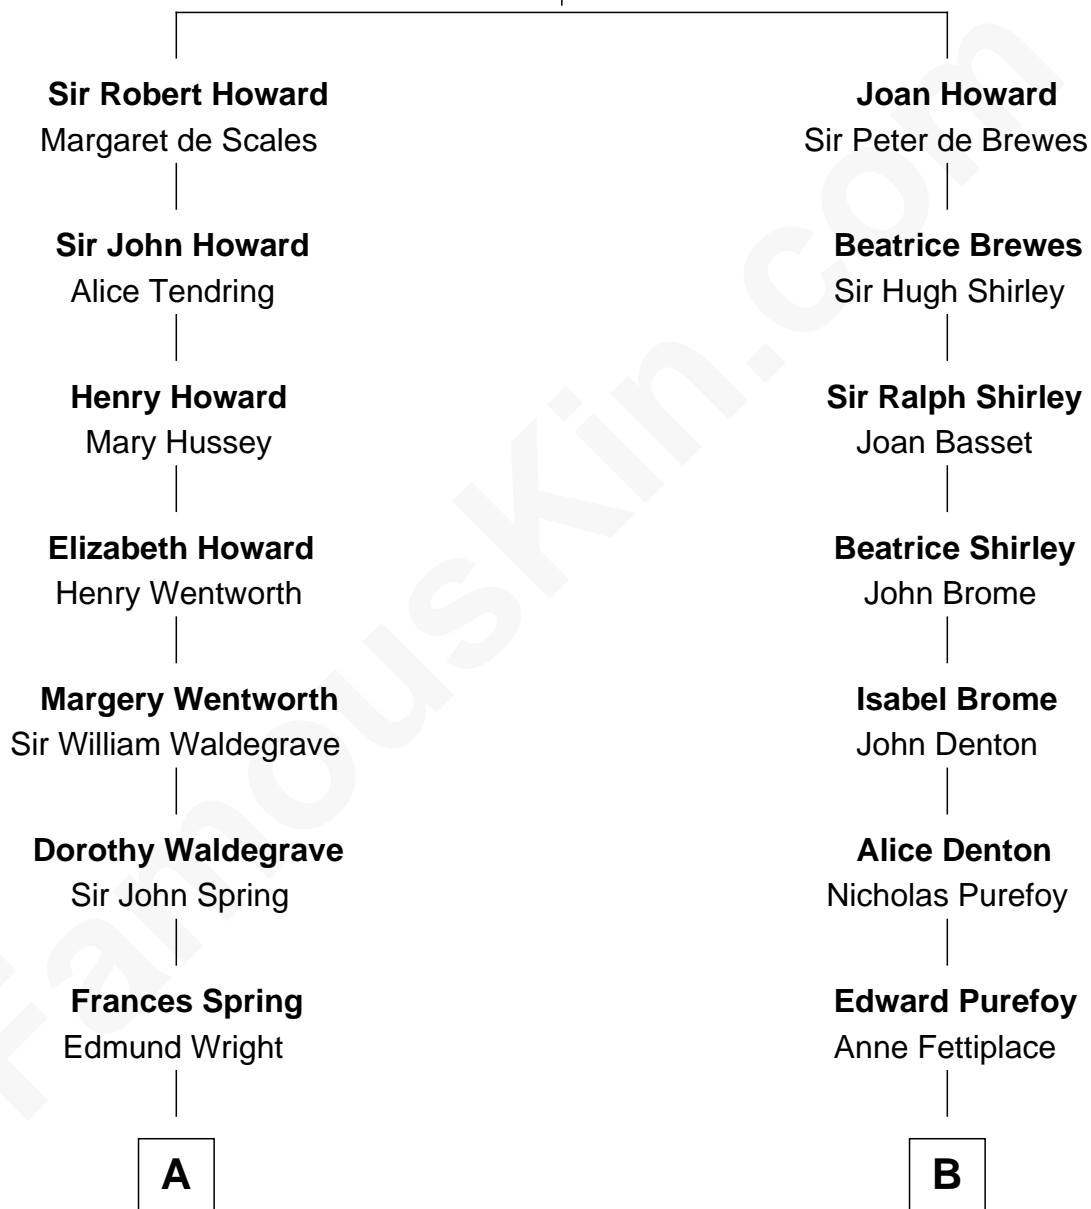 Sir Robert Howard
Margaret de Scales
Sir John Howard
Alice Tendring
Henry Howard
Mary Hussey
Elizabeth Howard
Henry Wentworth
Margery Wentworth
Sir William Waldegrave
Dorothy Waldegrave
Sir John Spring
Frances Spring
Edmund Wright
A
Joan Howard
Sir Peter de Brewes
Beatrice Brewes
Sir Hugh Shirley
Sir Ralph Shirley
Joan Basset
Beatrice Shirley
John Brome
Isabel Brome
John Denton
Alice Denton
Nicholas Purefoy
Edward Purefoy
Anne Fettiplace
B
FamousKin.com